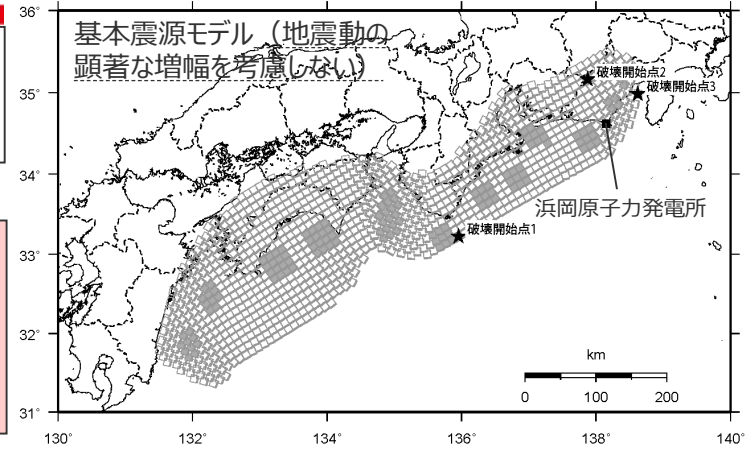 基本震源モデル（地震動の
顕著な増幅を考慮しない）
36°
35°
34°
33°
32°
31°
破壊開始点2
破壊開始点3
浜岡原子力発電所
破壊開始点1
km
0 100 200
130° 132° 134° 136° 138° 140°